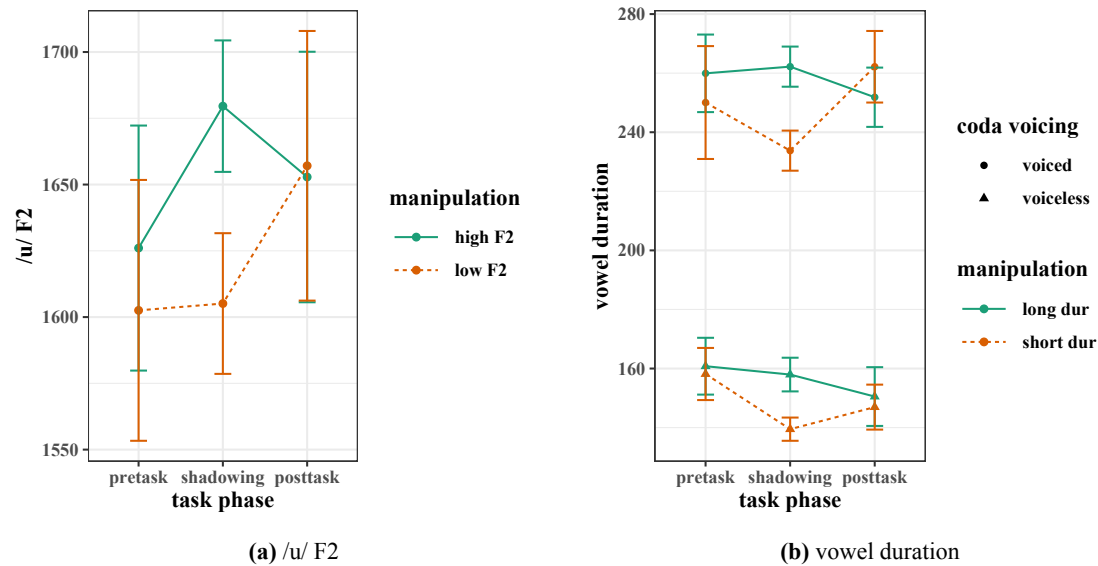 1700
1650
1600
1550
/u/ F2
pretask shadowing posttask
task phase
manipulation
high F2
low F2
(a) /u/ F2
280
240
200
160
vowel duration
pretask shadowing posttask
task phase
coda voicing
voiced
voiceless
manipulation
long dur
short dur
(b) vowel duration